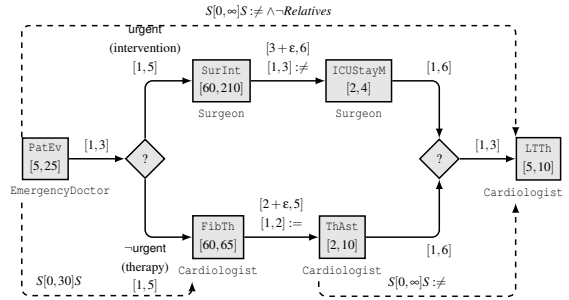 S[0,∞]S :≠ ∧¬Relatives
urgent
(intervention)
[1,5]
SurInt
[60,210]
Surgeon
[3+ε,6]
[1,3] :≠
ICUStayM
[2,4]
Surgeon
[1,6]
PatEv
[5,25]
EmergencyDoctor
[1,3]
?
?
[1,3]
LTTh
[5,10]
Cardiologist
¬urgent
(therapy)
[1,5]
FibTh
[60,65]
Cardiologist
[2+ε,5]
[1,2] :=
ThAst
[2,10]
Cardiologist
[1,6]
S[0,30]S
S[0,∞]S :≠